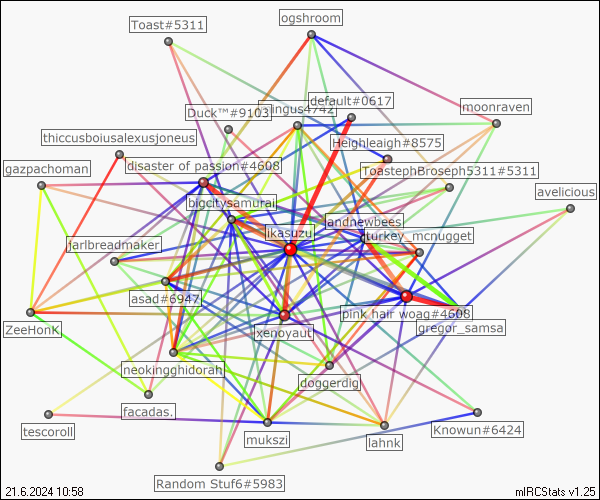 ogshroom
Toast#5311
default#0617
moonraven
Duck™#9103
ingus4742
thiccusboiusalexusjoneus
Heighleaigh#8575
gazpachoman
disaster of passion#4608
ToastephBroseph5311#5311
avelicious
bigcitysamurai
landnewbees
likasuzu
turkey_mcnugget
jarlbreadmaker
asad#6947
pink hair woag#4608
gregor_samsa
ZeeHonk
xenoyaut
neokingghidorah
doggerdig
facadas.
tescoroll
mukszi
lahnk
Knowun#6424
Random Stuf6#5983
21.6.2024 10:58
mIRCStats v1.25